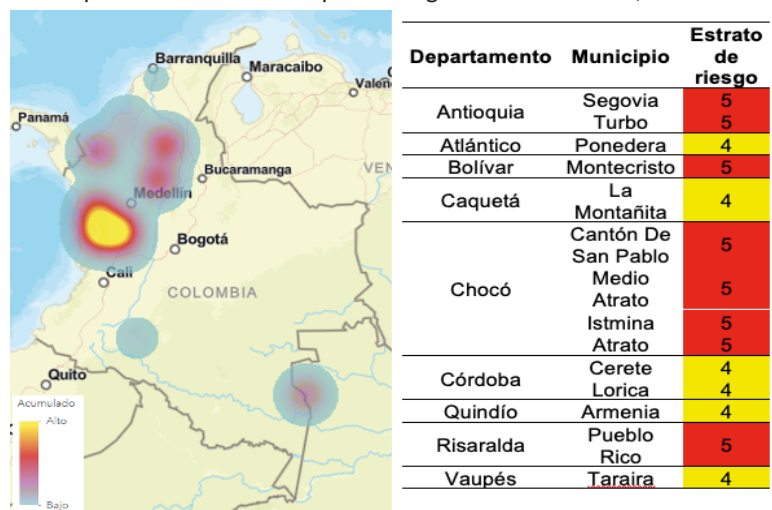 Barranquilla
Maracaibo
Panamá
Bucaramanga
VEN
Medellín
Bogotá
Cali
COLOMBIA
Quito
Acumulado
Alto
Bajo
Departamento Municipio Estrato
de
riesgo
Antioquia Segovia 5
Turbo 5
Atlántico Ponedera 4
Bolívar Montecristo 5
Caquetá La
Montañita 4
Chocó Cantón De
San Pablo 5
Medio
Atrato 5
Istmina 5
Atrato 5
Córdoba Cerete 4
Lorica 4
Quindío Armenia 4
Risaralda Pueblo
Rico 5
Vaupés Taraira 4